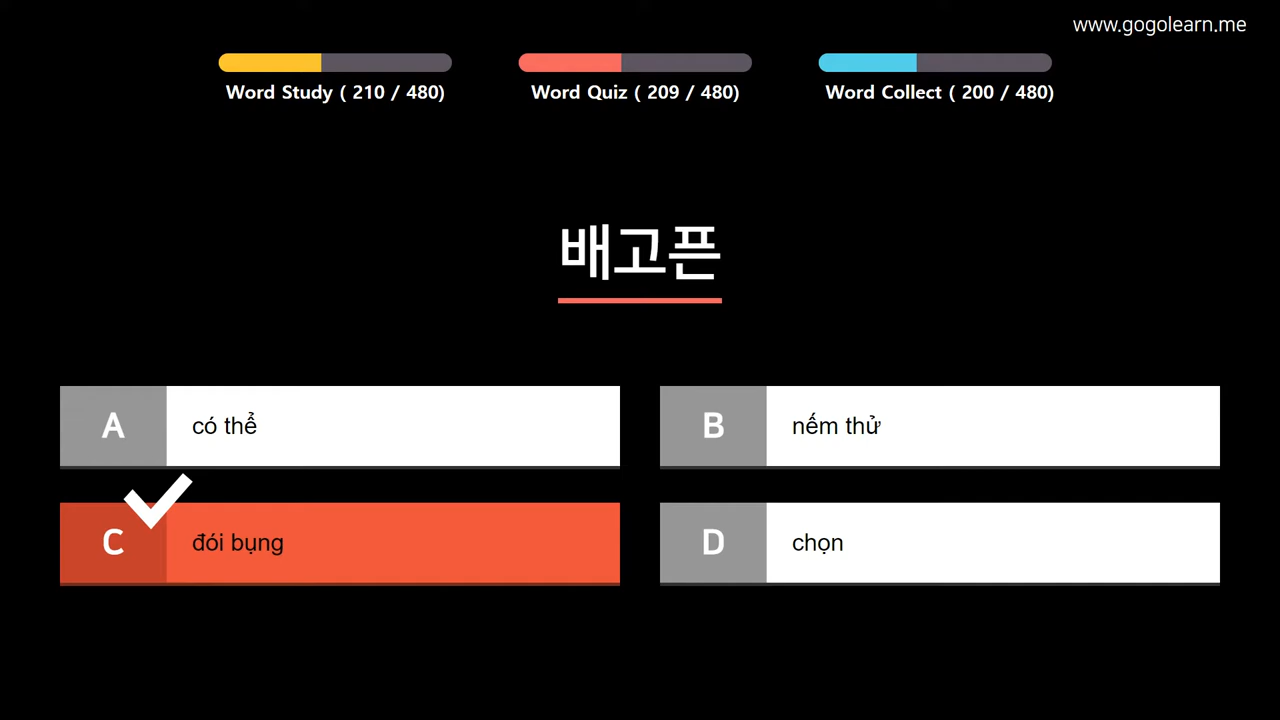 www.gogolearn.me
Word Study ( 210 / 480)
Word Quiz ( 209 / 480)
Word Collect ( 200 / 480)
배고픈
A
có thể
B
nếm thử
C
đói bụng
D
chọn